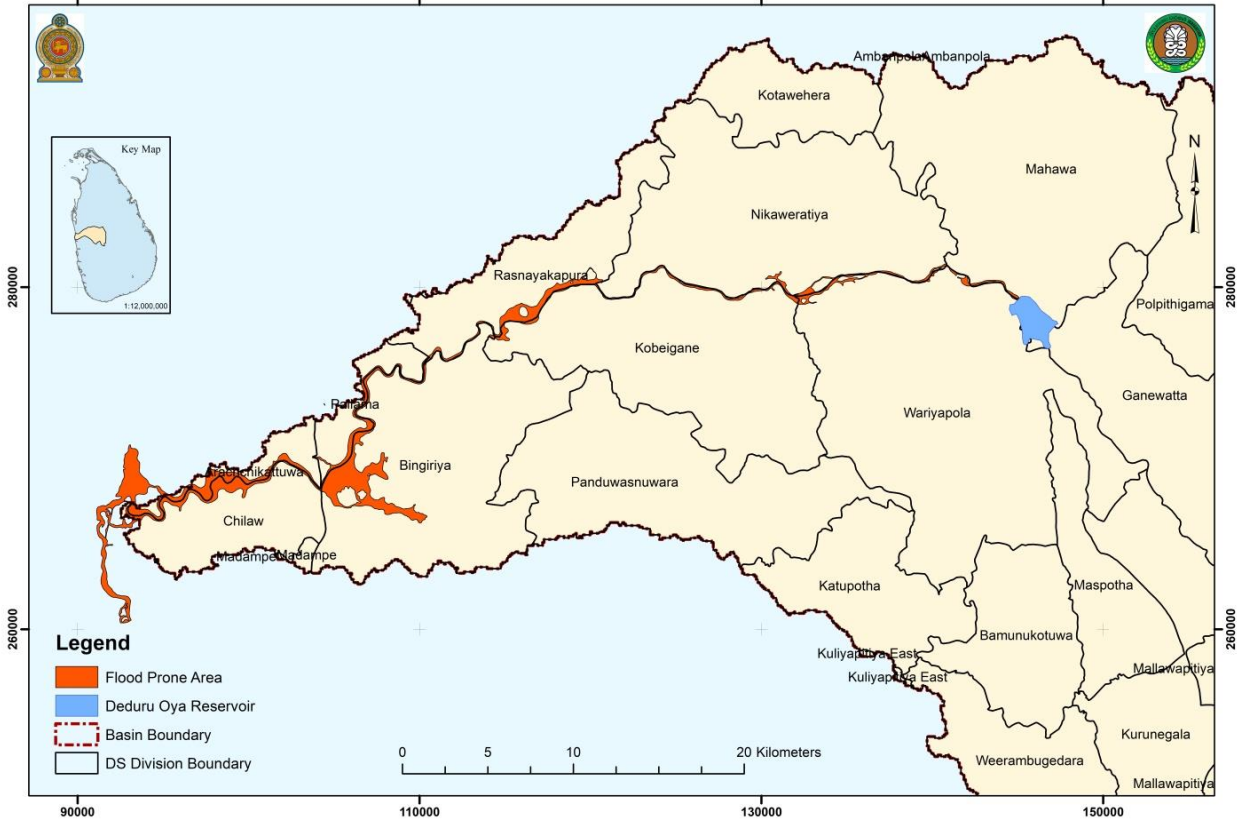 AmbanpolaAmbanpola
Kotawehera
Key Map
N
Mahawa
Nikaweratiya
Rasnayakapura
280000
280000
1:12,000,000
Polpithigama
Kobeigane
Ganewatta
Pallama
Wariyapola
Bingiriya
Arachchikattuwa
Panduwasnuwara
Chilaw
Madampe
Madampe
Katupotha
Maspotha
260000
260000
Bamunukotuwa
Legend
Kuliyapitiya East
Mallawapitiya
Flood Prone Area
Kuliyapitiya East
Deduru Oya Reservoir
Basin Boundary
Kurunegala
DS Division Boundary
0 5 10 20 Kilometers
Weerambugedara
Mallawapitiya
90000
110000
130000
150000